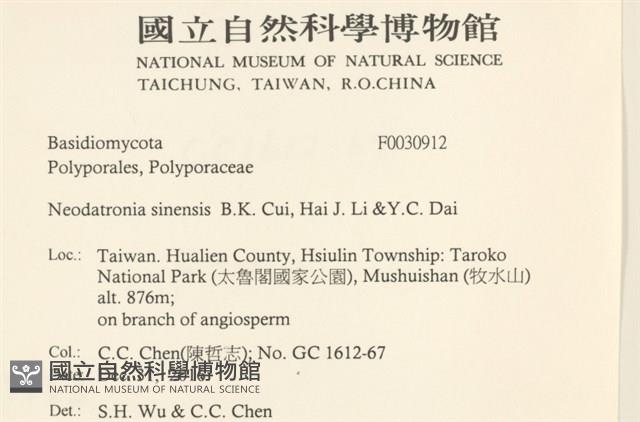 國立自然科學博物館
NATIONAL MUSEUM OF NATURAL SCIENCE
TAICHUNG, TAIWAN, R.O.CHINA
Basidiomycota F0030912
Polyporales, Polyporaceae
Neodatronia sinensis B.K. Cui, Hai J. Li &Y.C. Dai
Loc.: Taiwan. Hualien County, Hsiulin Township: Taroko
National Park (太魯閣國家公園), Mushuishan (牧水山)
alt. 876m;
on branch of angiosperm
Col.: C.C. Chen(陳哲志); No. GC 1612-67
國立自然科學博物館
NATIONAL MUSEUM OF NATURAL SCIENCE
Det.: S.H. Wu & C.C. Chen